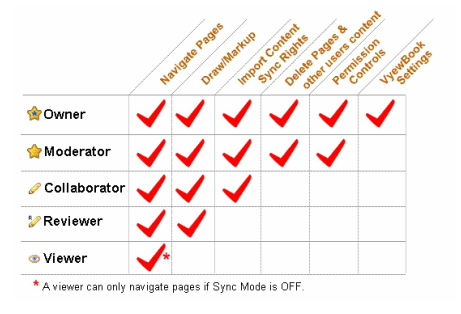 Navigate Pages
Draw/Markup
Import Content
Sync Rights
Delete Pages &
other users content
Permission
Controls
VyewBook
Settings
Owner
Moderator
Collaborator
R
Reviewer
Viewer
*
* A viewer can only navigate pages if Sync Mode is OFF.